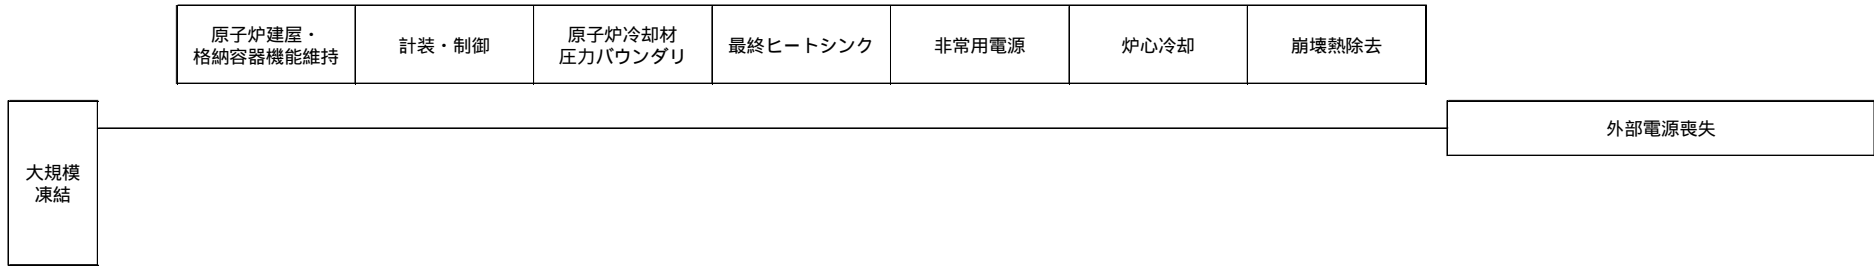 原子炉建屋・
格納容器機能維持
計装・制御
原子炉冷却材
圧力バウンダリ
最終ヒートシンク
非常用電源
炉心冷却
崩壊熱除去
外部電源喪失
大規模
凍結